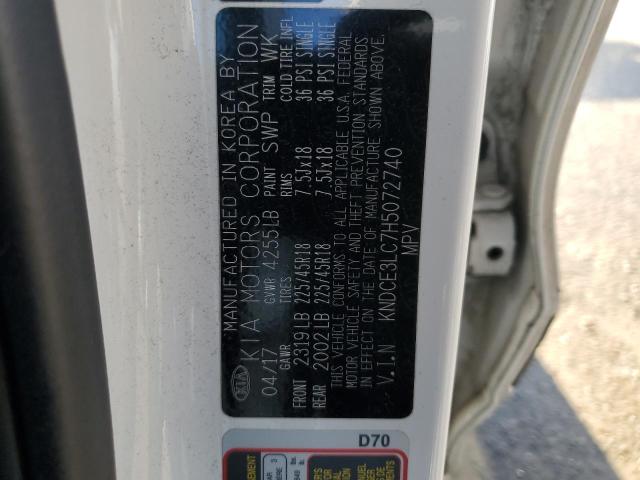 MANUFACTURED IN KOREA BY
KIA KIA MOTORS CORPORATION
04/17 GVWR 4255LB PAINT SWP TRIM WK
GAWR TIRES RIMS COLD TIRE INFL
FRONT 2319LB 225/45R18 7.5Jx18 36 PSI SINGLE
REAR 2002LB 225/45R18 7.5Jx18 36 PSI SINGLE
THIS VEHICLE CONFORMS TO ALL APPLICABLE U.S.A. FEDERAL
MOTOR VEHICLE SAFETY AND THEFT PREVENTION STANDARDS
IN EFFECT ON THE DATE OF MANUFACTURE SHOWN ABOVE.
V.I.N KNDCE3LC7H5072740
MPV
D70